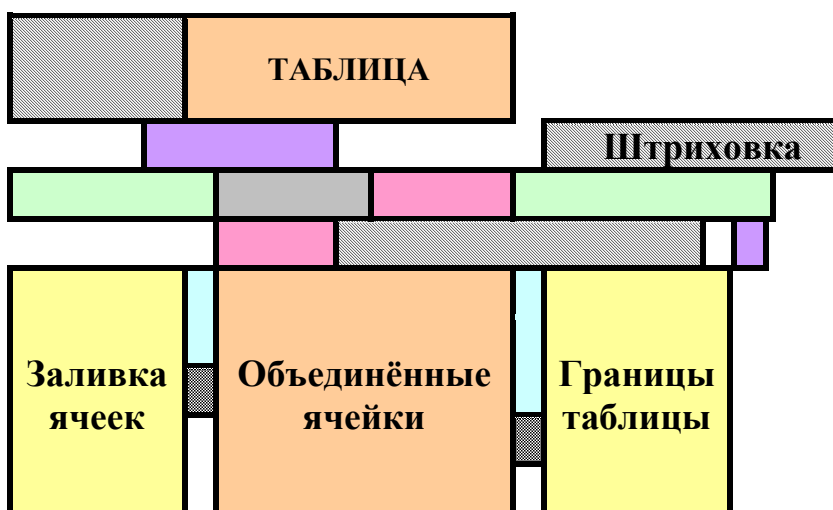 ТАБЛИЦА
Штриховка
Заливка
ячеек
Объединённые
ячейки
Границы
таблицы